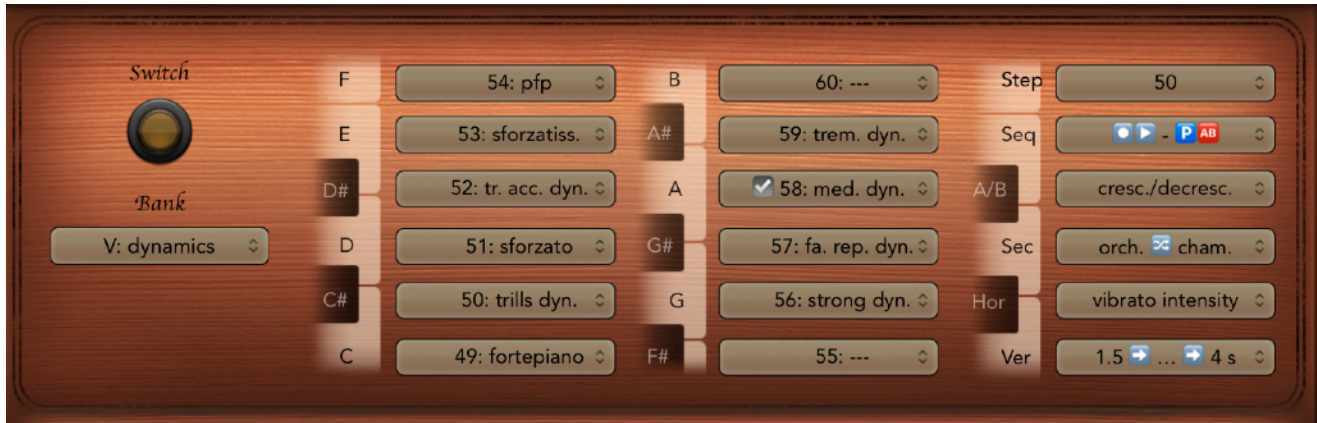 Switch
Bank
V: dynamics
F 54: pfp
E 53: sforzatiss.
D# 52: tr. acc. dyn.
D 51: sforzato
C# 50: trills dyn.
C 49: fortepiano
B 60: ---
A# 59: trem. dyn.
A 58: med. dyn.
G# 57: fa. rep. dyn.
G 56: strong dyn.
F# 55: ---
Step 50
Seq - P AB
A/B cresc./decresc.
Sec orch. cham.
Hor vibrato intensity
Ver 1.5 ... 4 s